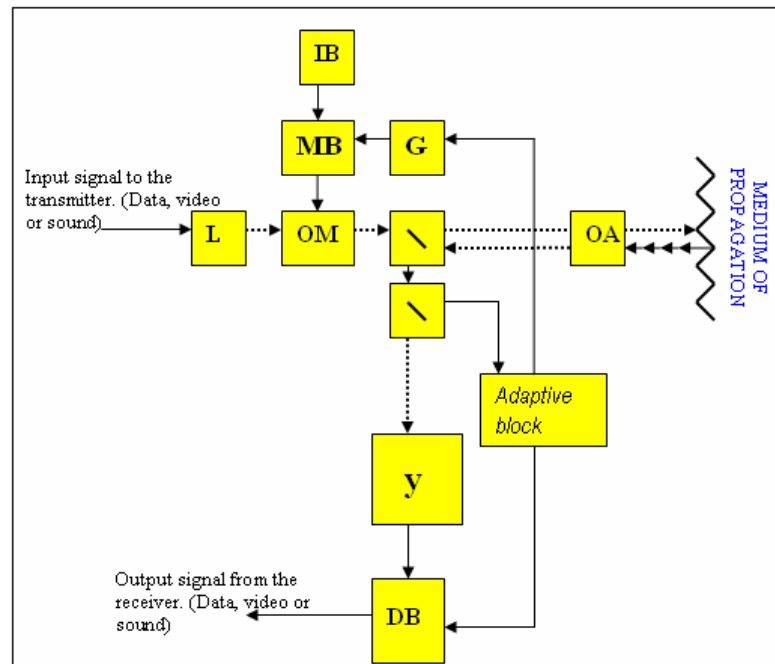 IB
MB
G
Input signal to the
transmitter. (Data, video
or sound)
L
OM
OA
MEDIUM OF
PROPAGATION
Adaptive
block
y
Output signal from the
receiver. (Data, video or
sound)
DB